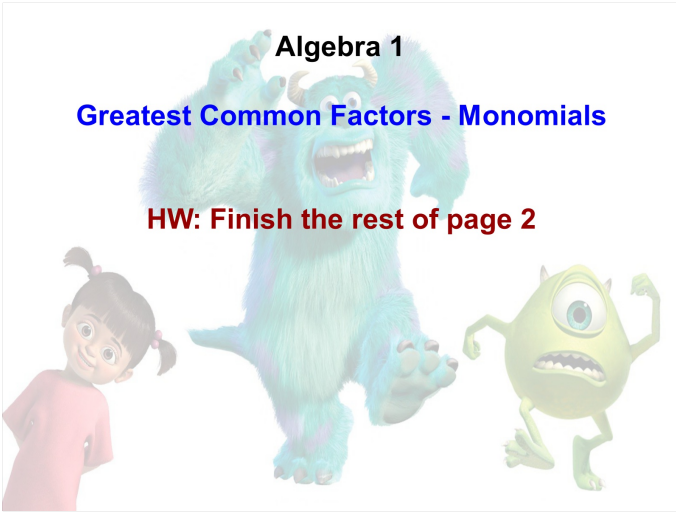 Algebra 1
Greatest Common Factors - Monomials
HW: Finish the rest of page 2